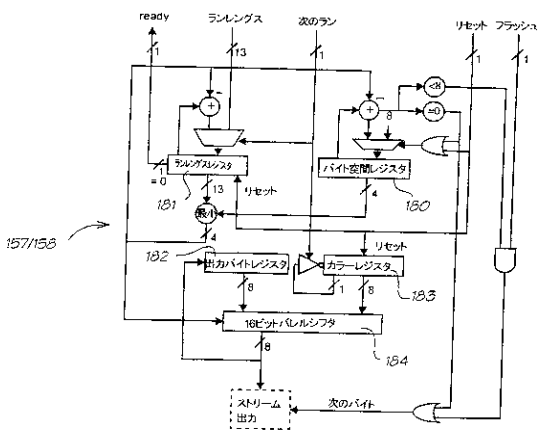 ready ランレングス 次のラン リセット フラッシュ
1 13 1 1 1
<8
+ - + - 8 =0
ランレングスレジスタ バイト空間レジスタ
1 =0 181 13 リセット 180 4
最小
4
157/158
リセット
182 出力バイトレジスタ カラーレジスタ 183
8 1 8
16ビットバレルシフタ
8 184
ストリーム
出力
次のバイト